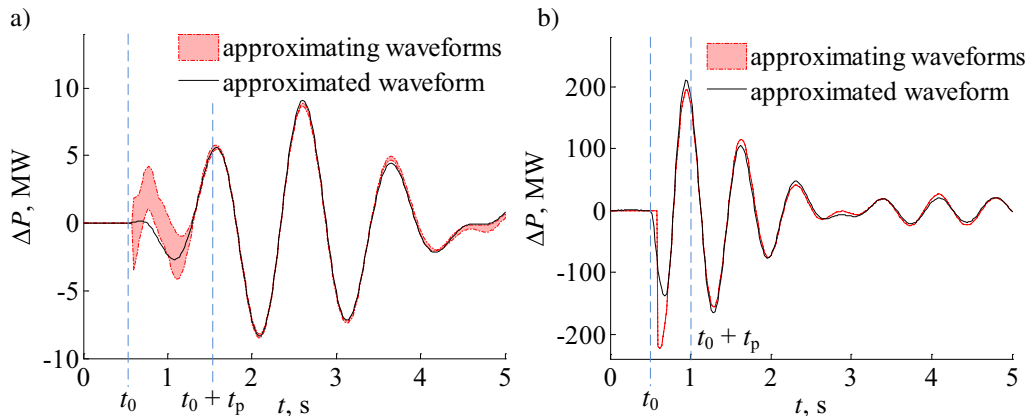 a)
approximating waveforms
approximated waveform
ΔP, MW
10
5
0
-5
-10
0
1
2
3
4
5
t0
t0 + tp
t, s
b)
approximating waveforms
approximated waveform
ΔP, MW
200
100
0
-100
-200
t0 + tp
0
1
2
3
4
5
t0
t, s